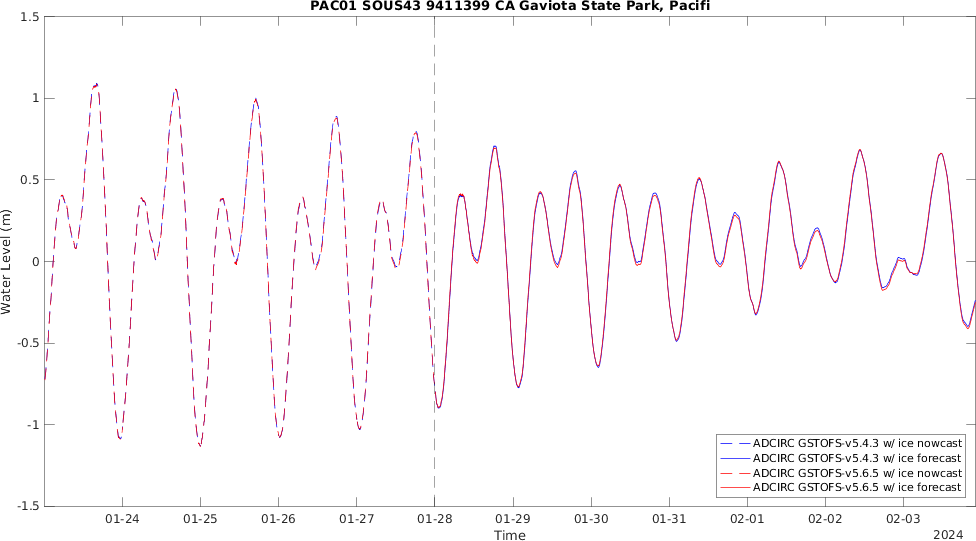 PAC01 SOUS43 9411399 CA Gaviota State Park, Pacifi
1.5
1
0.5
0
-0.5
-1
-1.5
Water Level (m)
ADCIRC GSTOFS-v5.4.3 w/ ice nowcast
ADCIRC GSTOFS-v5.4.3 w/ ice forecast
ADCIRC GSTOFS-v5.6.5 w/ ice nowcast
ADCIRC GSTOFS-v5.6.5 w/ ice forecast
01-24 01-25 01-26 01-27 01-28 01-29 01-30 01-31 02-01 02-02 02-03
Time
2024